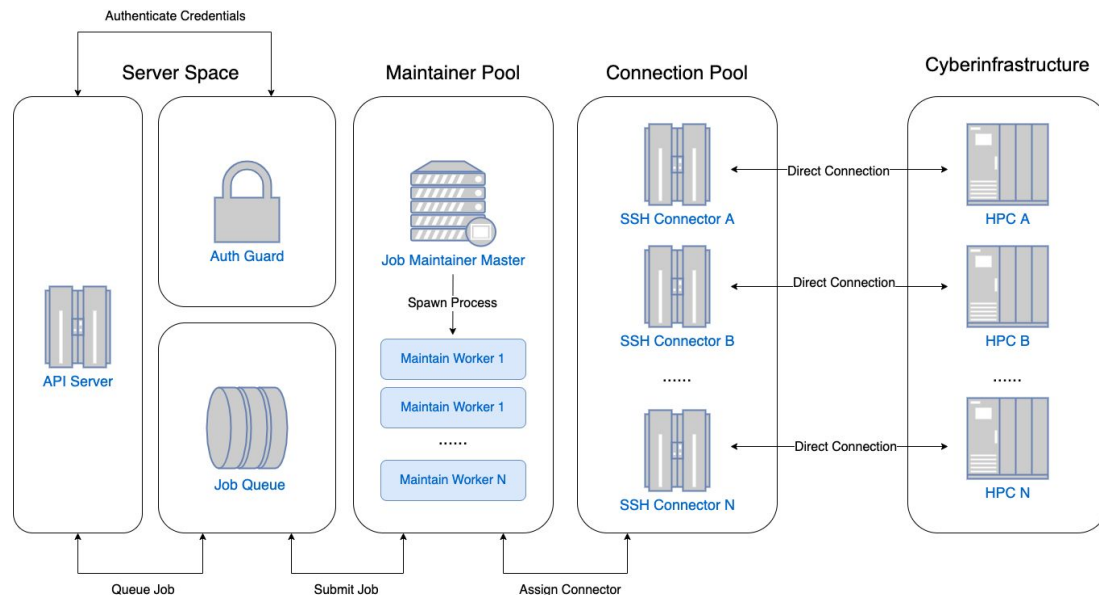 Authenticate Credentials
Server Space
Maintainer Pool
Connection Pool
Cyberinfrastructure
API Server
Auth Guard
Job Queue
Job Maintainer Master
Spawn Process
Maintain Worker 1
Maintain Worker 1
......
Maintain Worker N
SSH Connector A
SSH Connector B
......
SSH Connector N
Direct Connection
Direct Connection
Direct Connection
HPC A
HPC B
......
HPC N
Queue Job
Submit Job
Assign Connector